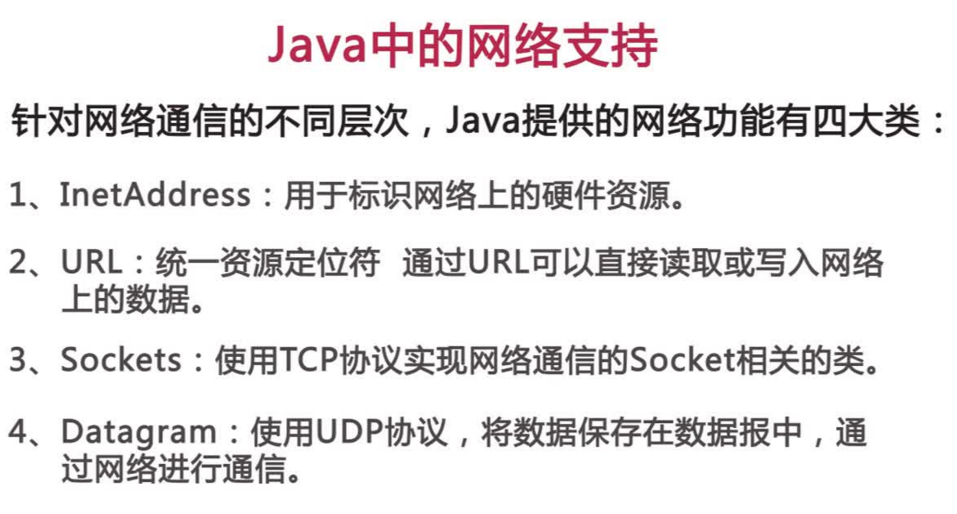 Java中的网络支持
针对网络通信的不同层次，Java提供的网络功能有四大类：
1、InetAddress：用于标识网络上的硬件资源。
2、URL：统一资源定位符 通过URL可以直接读取或写入网络
上的数据。
3、Sockets：使用TCP协议实现网络通信的Socket相关的类。
4、Datagram：使用UDP协议，将数据保存在数据报中，通
过网络进行通信。